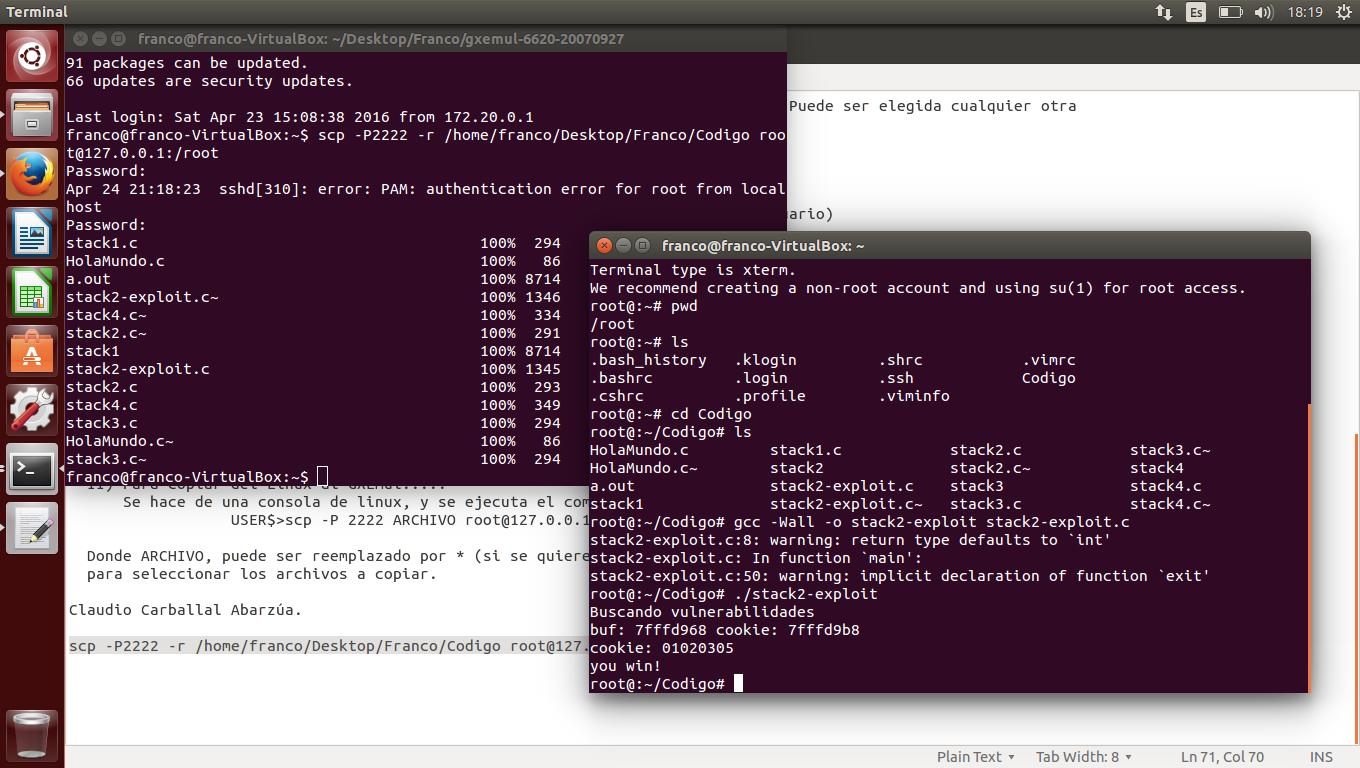 Terminal
Es
18:19
franco@franco-VirtualBox: ~/Desktop/Franco/gxemul-6620-20070927
91 packages can be updated.
66 updates are security updates.
Last login: Sat Apr 23 15:08:38 2016 from 172.20.0.1
franco@franco-VirtualBox:~$ scp -P2222 -r /home/franco/Desktop/Franco/Codigo roo
t@127.0.0.1:/root
Password:
Apr 24 21:18:23  sshd[310]: error: PAM: authentication error for root from local
host
Password:
stack1.c 100% 294
HolaMundo.c 100% 86
a.out 100% 8714
stack2-exploit.c~ 100% 1346
stack4.c~ 100% 334
stack2.c~ 100% 291
stack1 100% 8714
stack2-exploit.c 100% 1345
stack2.c 100% 293
stack4.c 100% 349
stack3.c 100% 294
HolaMundo.c~ 100% 86
stack3.c~ 100% 294
franco@franco-VirtualBox:~$
Puede ser elegida cualquier otra
ario)
Se hace de una consola de linux, y se ejecuta el com
USER$>scp -P 2222 ARCHIVO root@127.0.0.1
Donde ARCHIVO, puede ser reemplazado por * (si se quiere
para seleccionar los archivos a copiar.
Claudio Carballal Abarzúa.
scp -P2222 -r /home/franco/Desktop/Franco/Codigo root@127.
franco@franco-VirtualBox: ~
Terminal type is xterm.
We recommend creating a non-root account and using su(1) for root access.
root@:~# pwd
/root
root@:~# ls
.bash_history .klogin .shrc .vimrc
.bashrc .login .ssh Codigo
.cshrc .profile .viminfo
root@:~# cd Codigo
root@:~/Codigo# ls
HolaMundo.c stack1.c stack2.c stack3.c~
HolaMundo.c~ stack2 stack2.c~ stack4
a.out stack2-exploit.c stack3 stack4.c
stack1 stack2-exploit.c~ stack3.c stack4.c~
root@:~/Codigo# gcc -Wall -o stack2-exploit stack2-exploit.c
stack2-exploit.c:8: warning: return type defaults to `int'
stack2-exploit.c: In function `main':
stack2-exploit.c:50: warning: implicit declaration of function `exit'
root@:~/Codigo# ./stack2-exploit
Buscando vulnerabilidades
buf: 7fffd968 cookie: 7fffd9b8
cookie: 01020305
you win!
root@:~/Codigo#
Plain Text
Tab Width: 8
Ln 71, Col 70
INS